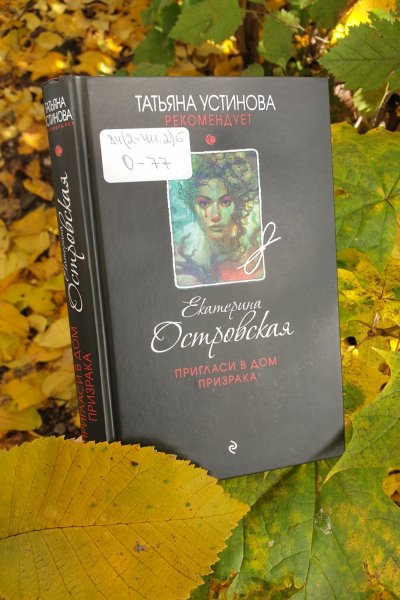 ТАТЬЯНА УСТИНОВА
РЕКОМЕНДУЕТ
84(2=411.2)6
О-77
Екатерина
Островская
ПРИГЛАСИ В ДОМ
ПРИЗРАКА
ТАТЬЯНА
УСТИНОВА
РЕКОМЕНДУЕТ
Екатерина
Островская
ПРИГЛАСИ В ДОМ
ПРИЗРАКА